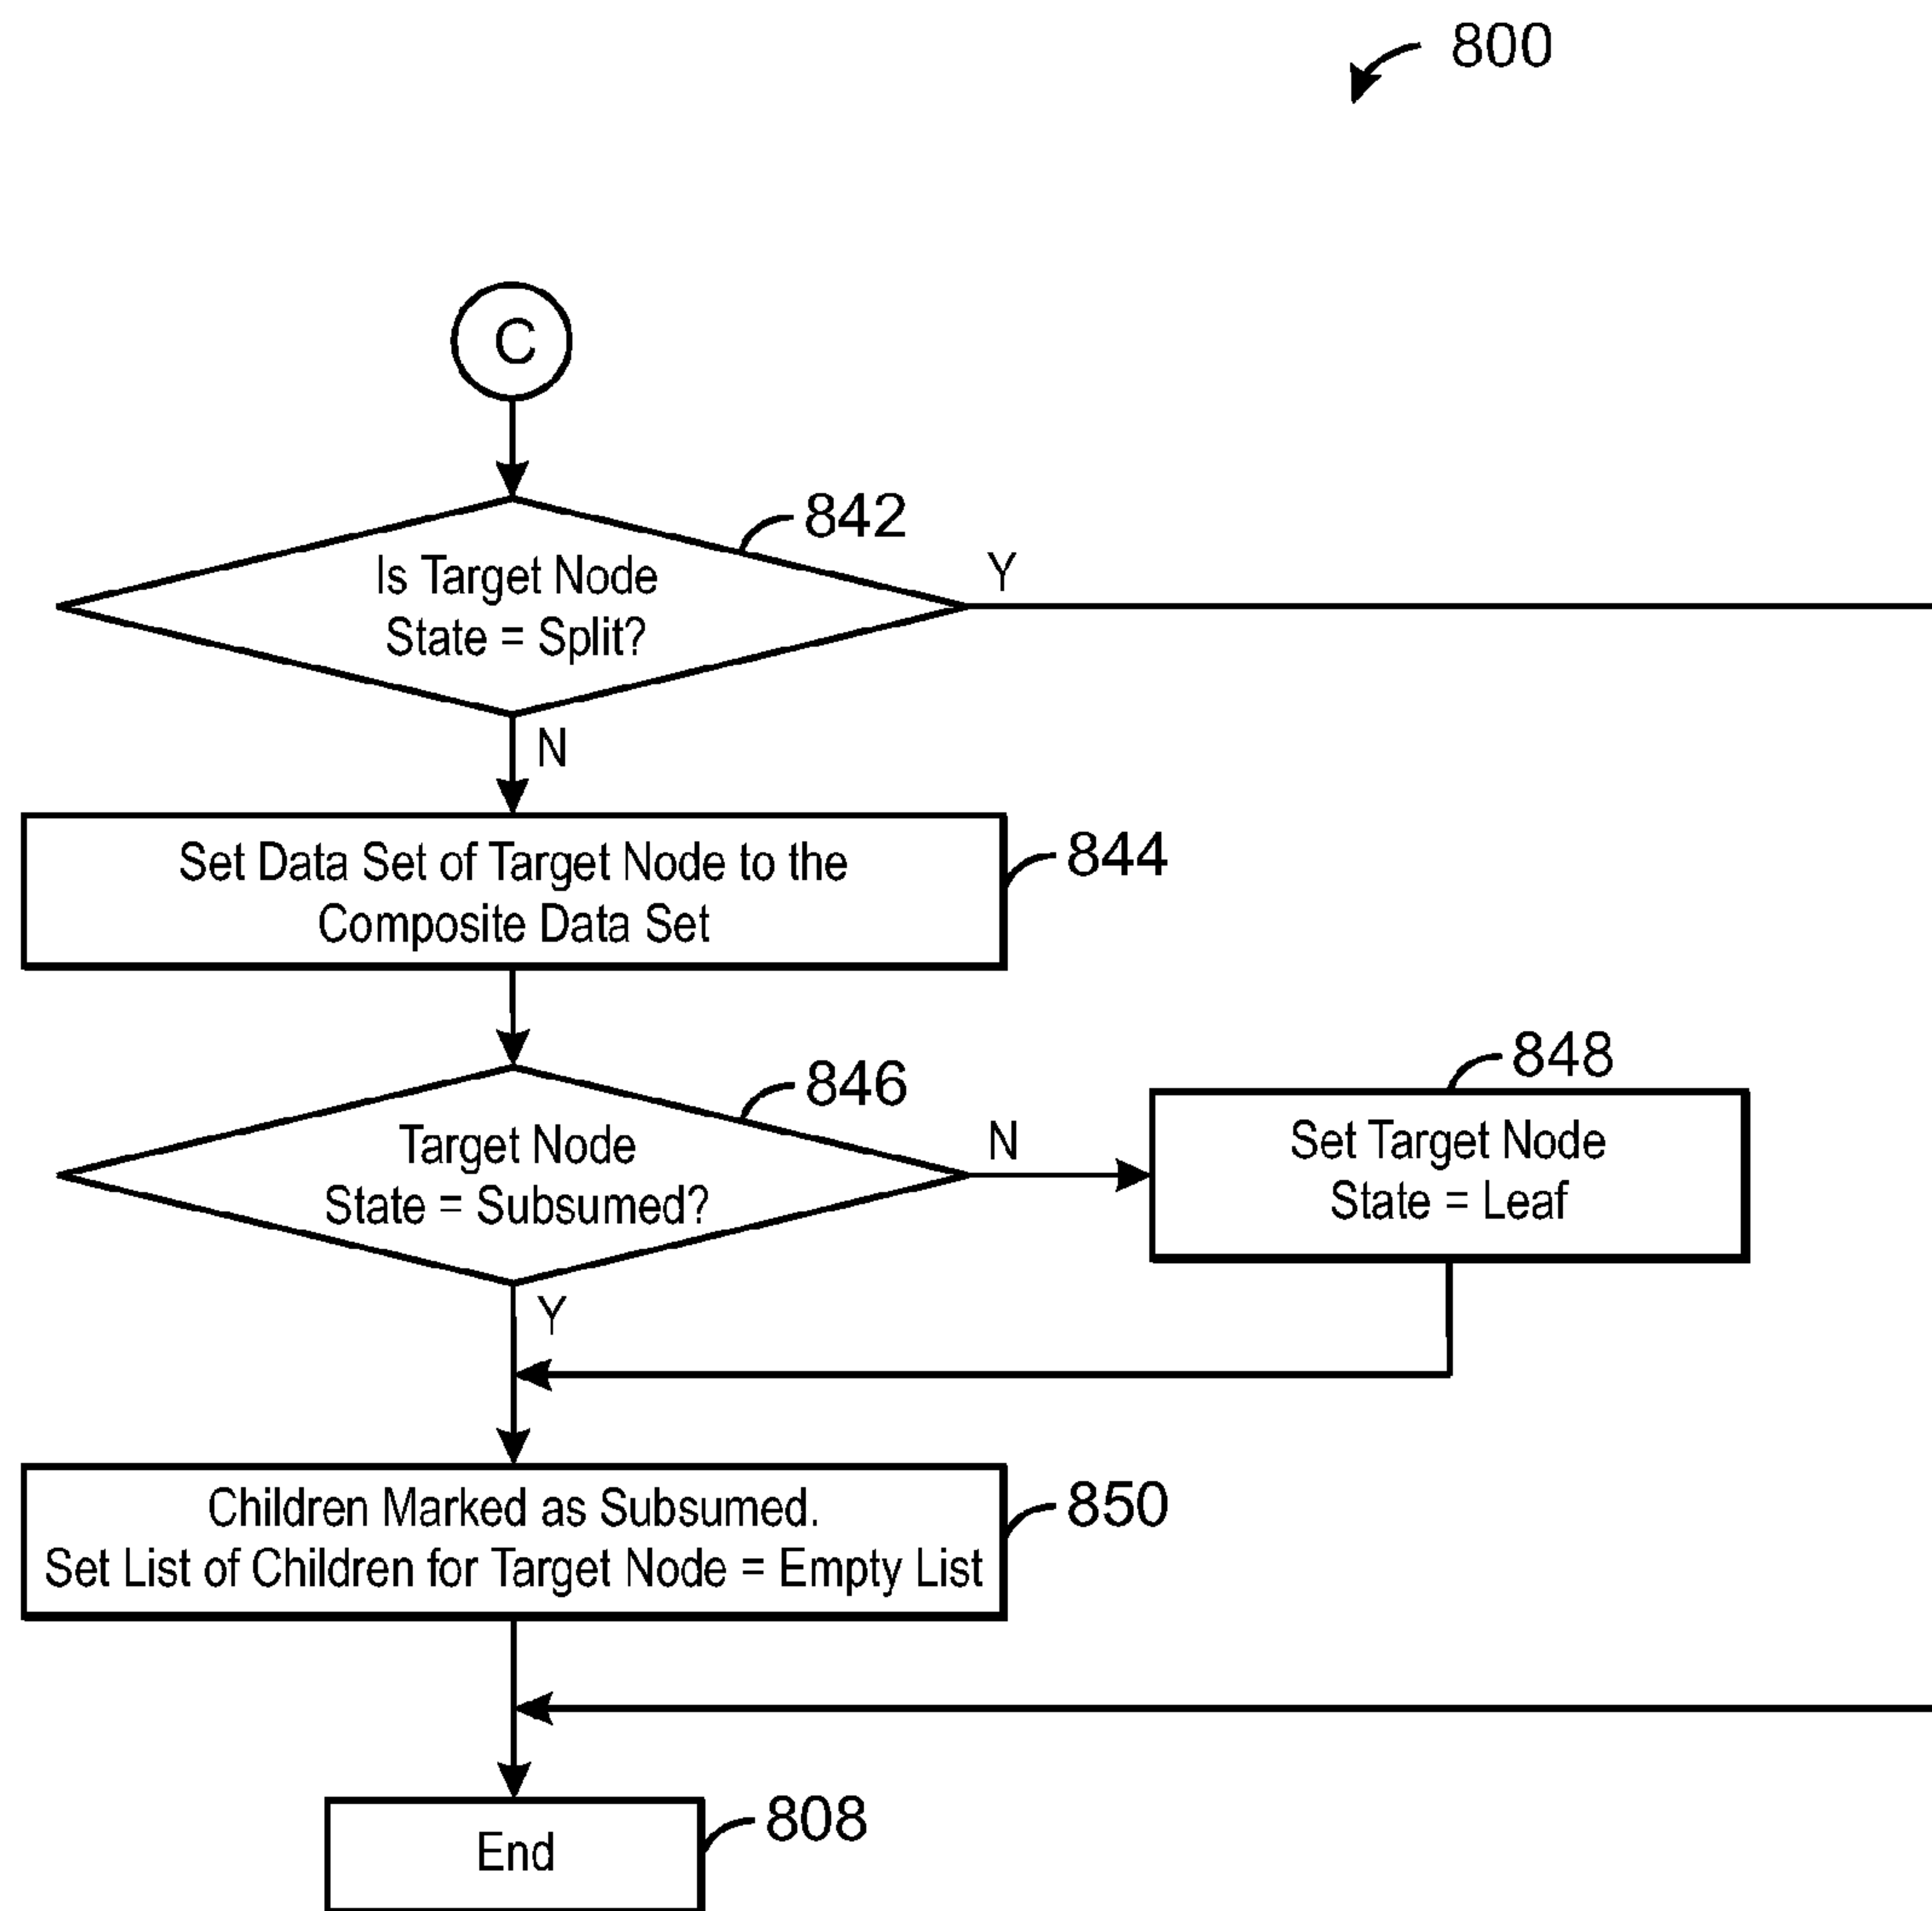 800
C
842
Is Target Node
State = Split?
Y
N
Set Data Set of Target Node to the
Composite Data Set
844
846
Target Node
State = Subsumed?
N
848
Set Target Node
State = Leaf
Y
Children Marked as Subsumed.
Set List of Children for Target Node = Empty List
850
End
808